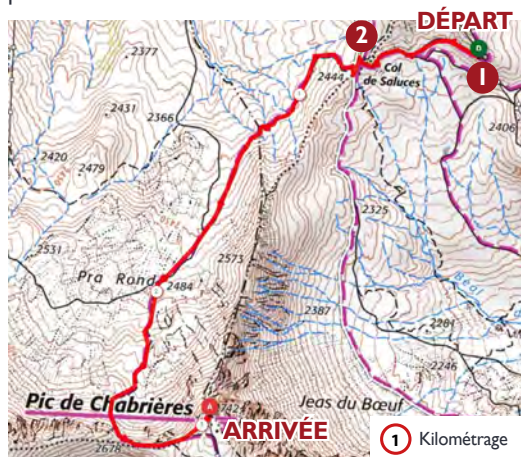 DÉPART
2
1
2377
2444
Col
de Saluces
2406
2431
2366
2420
2479
2325
2531
2573
Pra Rond
2484
2387
2281
2246
Pic de Chabrières
Jeas du Bœuf
ARRIVÉE
2678
1 Kilométrage